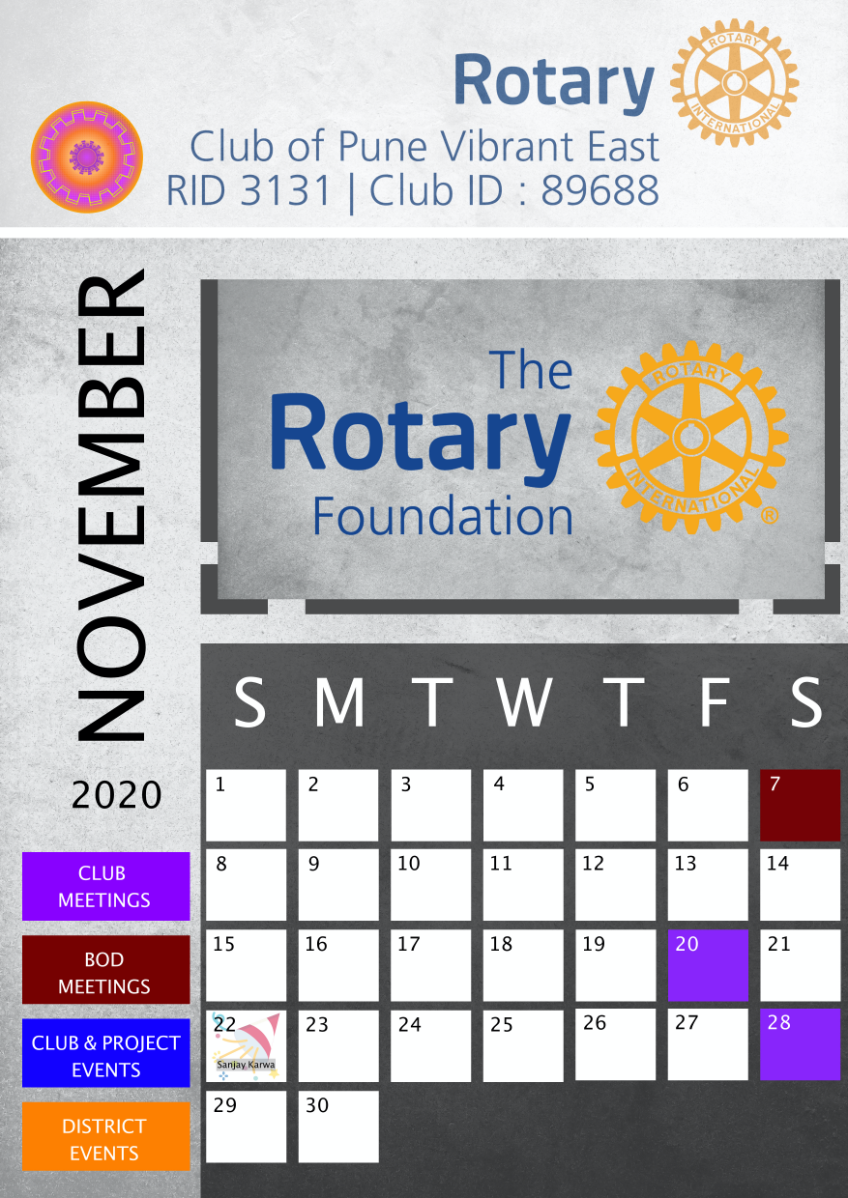 Rotary
ROTARY
INTERNATIONAL
Club of Pune Vibrant East
RID 3131 | Club ID : 89688
NOVEMBER
2020
The
Rotary
Foundation
ROTARY
INTERNATIONAL
®
S M T W T F S
1 2 3 4 5 6 7
8 9 10 11 12 13 14
15 16 17 18 19 20 21
22 23 24 25 26 27 28
Sanjay Karwa
29 30
CLUB
MEETINGS
BOD
MEETINGS
CLUB & PROJECT
EVENTS
DISTRICT
EVENTS